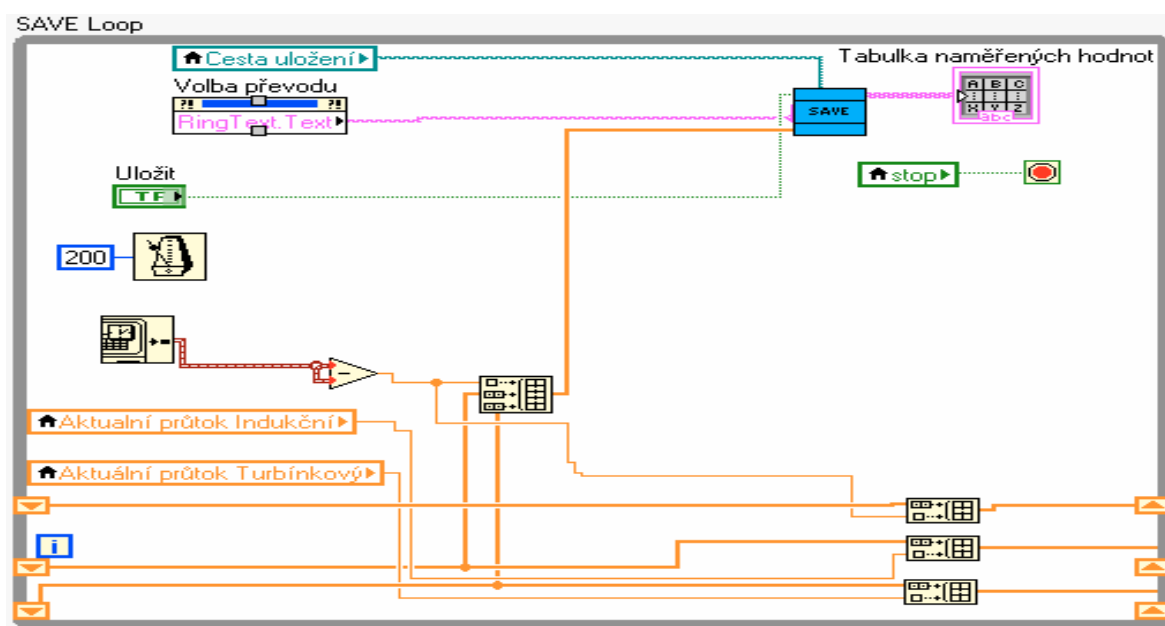 SAVE Loop
Cesta uložení
Tabulka naměřených hodnot
Volba převodu
?! ?!
RingText.Text
SAVE
A B C
X Y Z
abc
Uložit
TF
stop
200
Aktualní průtok Indukční
Aktuální průtok Turbínkový
i